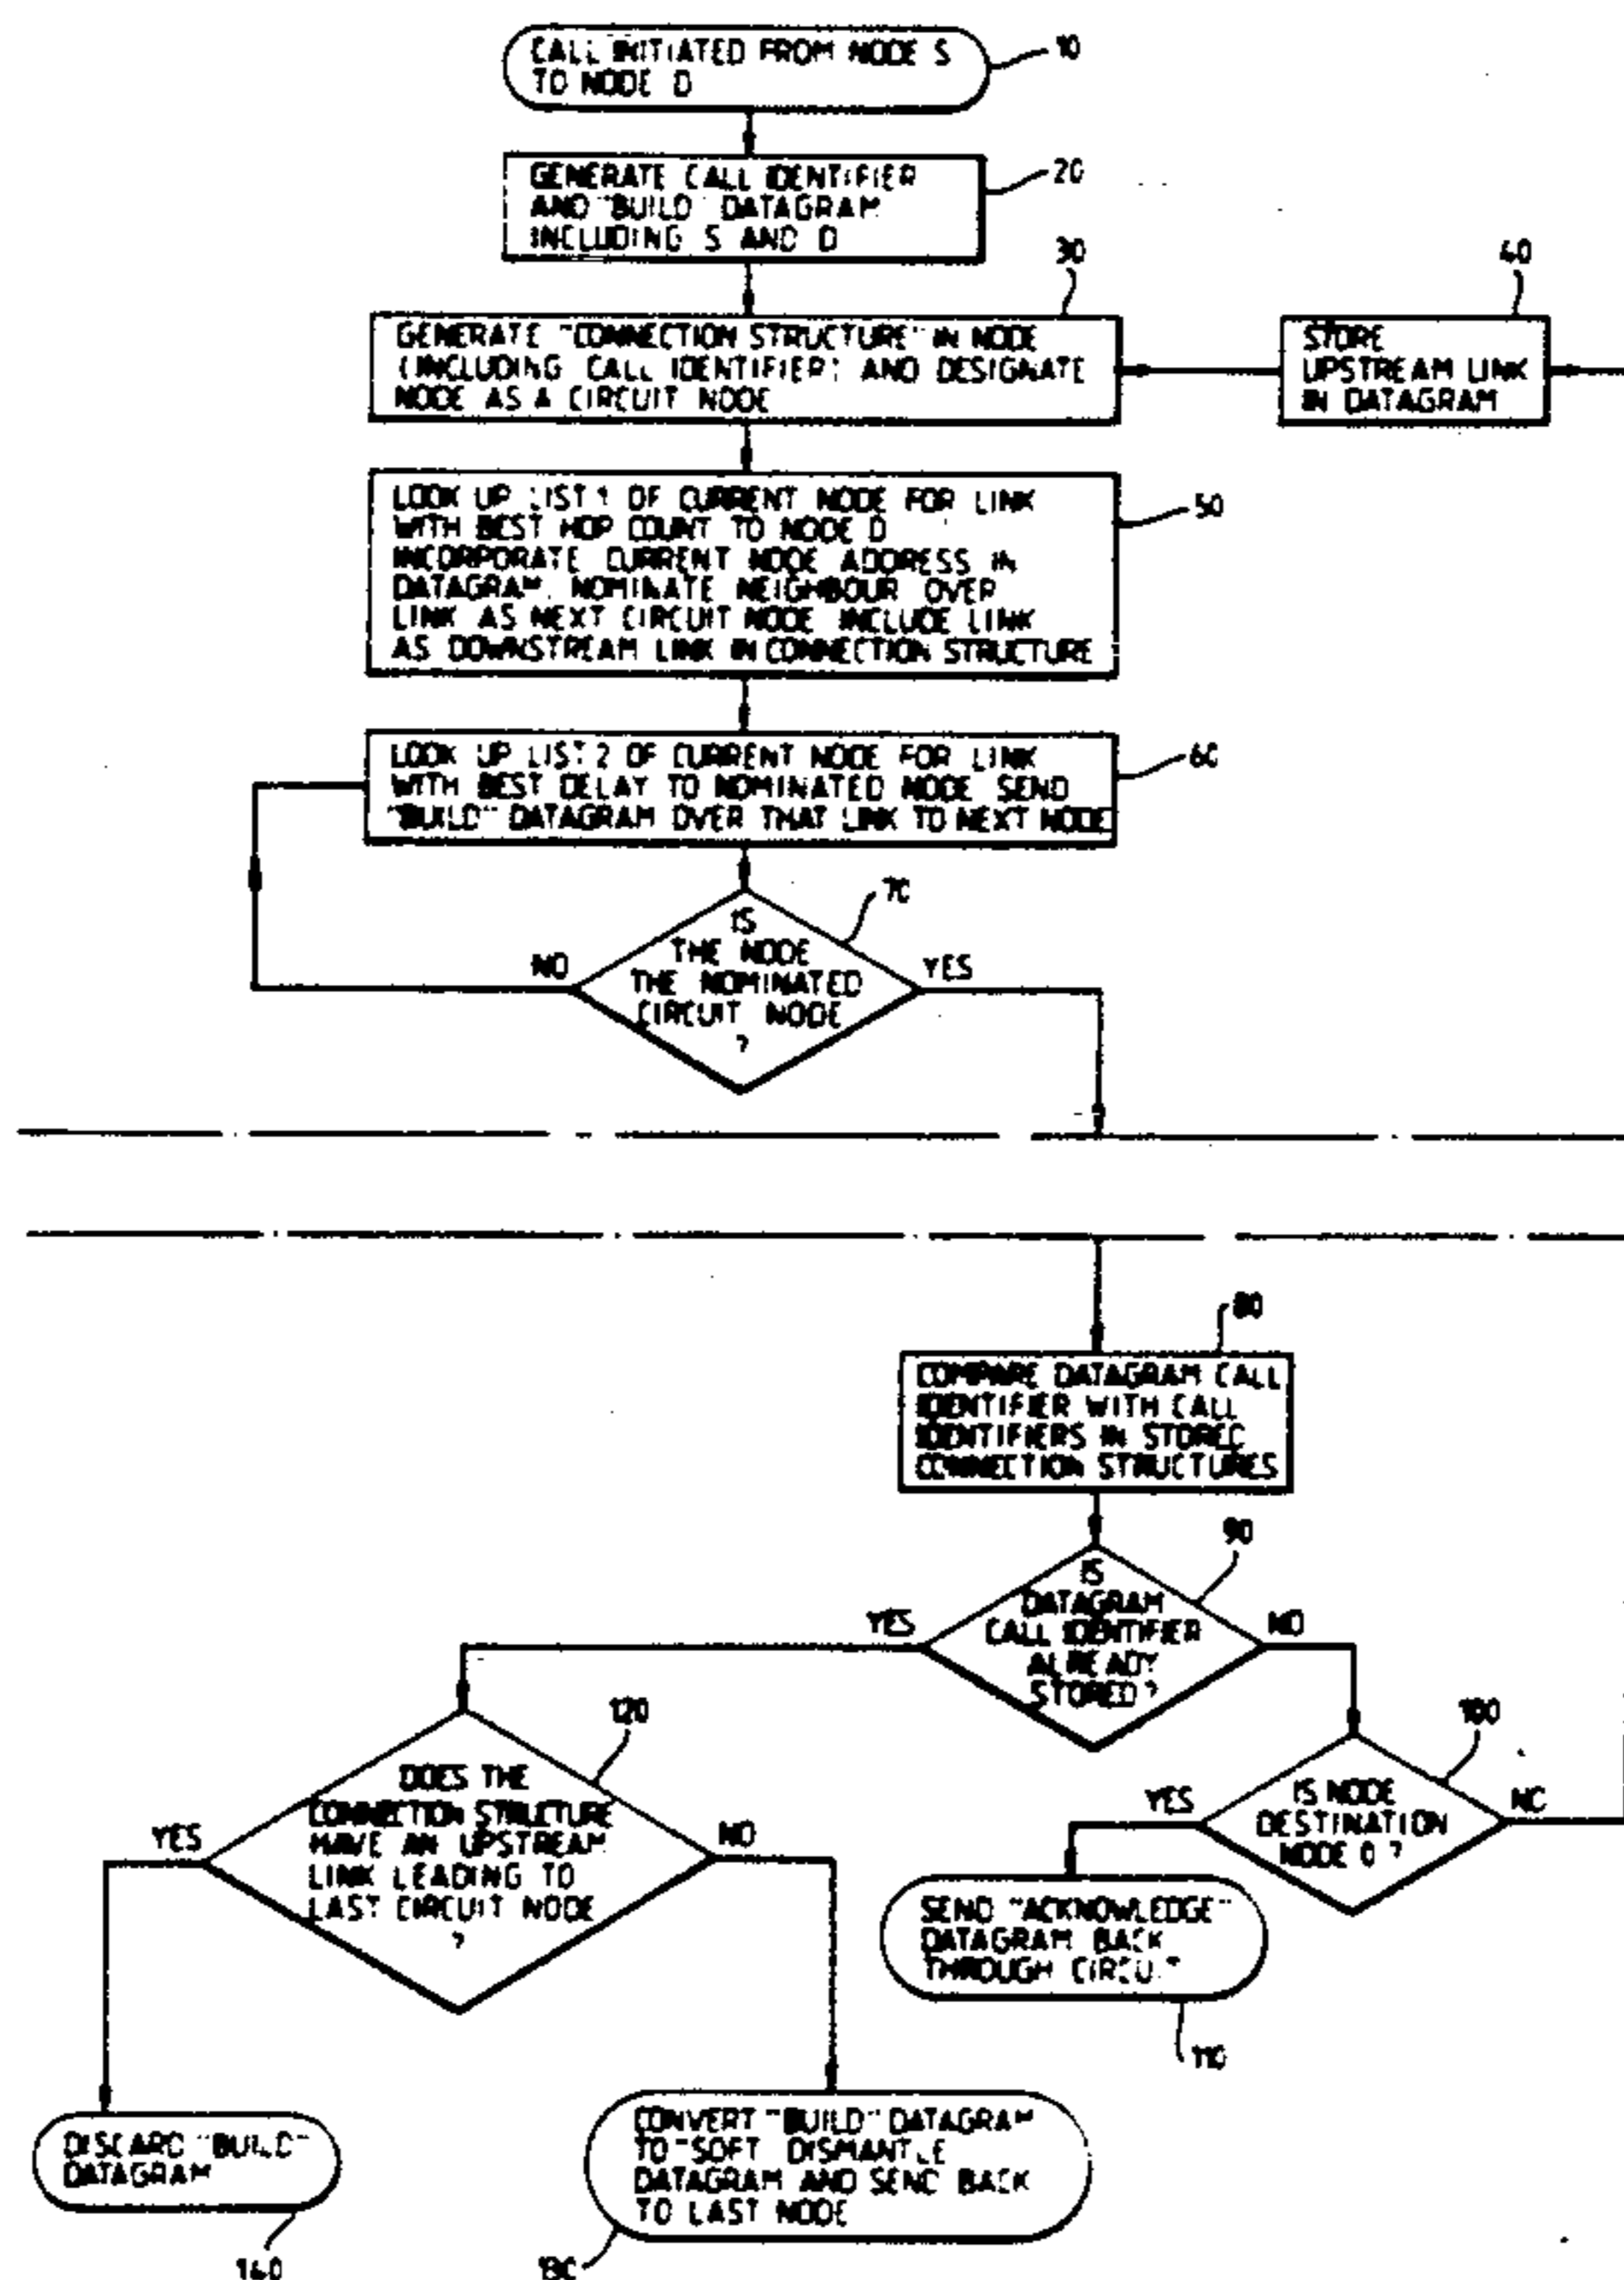 CALL INITIATED FROM NODE S
TO NODE D
10
GENERATE CALL IDENTIFIER
AND "BUILD" DATAGRAM
INCLUDING S AND D
20
30
GENERATE "CONNECTION STRUCTURE" IN NODE
(INCLUDING CALL IDENTIFIER) AND DESIGNATE
NODE AS A CIRCUIT NODE
40
STORE
UPSTREAM LINK
IN DATAGRAM
LOOK UP LIST 1 OF CURRENT NODE FOR LINK
WITH BEST HOP COUNT TO NODE D
INCORPORATE CURRENT NODE ADDRESS IN
DATAGRAM. NOMINATE NEIGHBOUR OVER
LINK AS NEXT CIRCUIT NODE INCLUDE LINK
AS DOWNSTREAM LINK IN CONNECTION STRUCTURE
50
LOOK UP LIST 2 OF CURRENT NODE FOR LINK
WITH BEST DELAY TO NOMINATED NODE SEND
"BUILD" DATAGRAM OVER THAT LINK TO NEXT NODE
60
70
IS
THE NODE
THE NOMINATED
CIRCUIT NODE
?
NO
YES
80
COMPARE DATAGRAM CALL
IDENTIFIER WITH CALL
IDENTIFIERS IN STORED
CONNECTION STRUCTURES
90
IS
DATAGRAM
CALL IDENTIFIER
ALREADY
STORED?
YES
NO
100
IS NODE
DESTINATION
NODE D ?
YES
NO
SEND "ACKNOWLEDGE"
DATAGRAM BACK
THROUGH CIRCUIT
110
120
DOES THE
CONNECTION STRUCTURE
HAVE AN UPSTREAM
LINK LEADING TO
LAST CIRCUIT NODE
?
YES
NO
DISCARD "BUILD"
DATAGRAM
140
CONVERT "BUILD" DATAGRAM
TO "SOFT DISMANTLE
DATAGRAM AND SEND BACK
TO LAST NODE
130